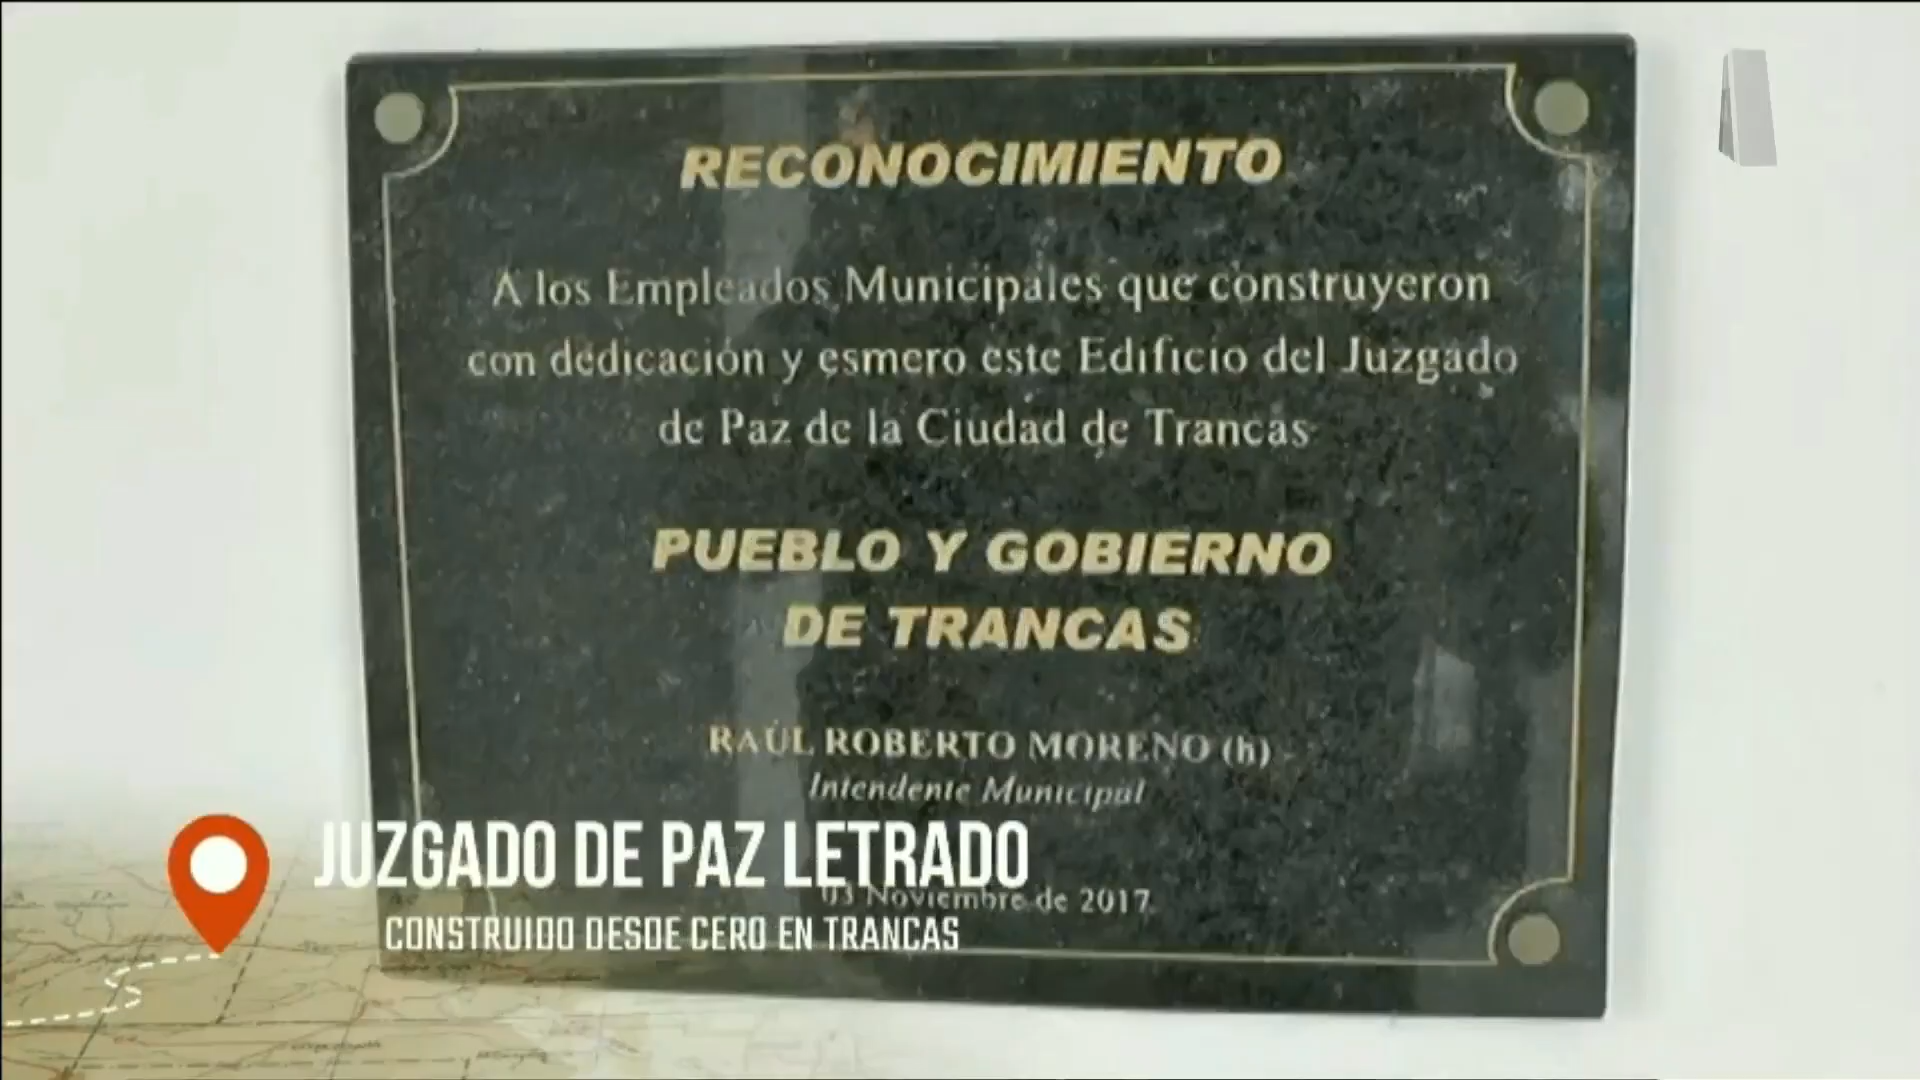 RECONOCIMIENTO
A los Empleados Municipales que construyeron
con dedicación y esmero este Edificio del Juzgado
de Paz de la Ciudad de Trancas
PUEBLO Y GOBIERNO
DE TRANCAS
RAÚL ROBERTO MORENO (h)
Intendente Municipal
JUZGADO DE PAZ LETRADO
03 Noviembre de 2017
CONSTRUIDO DESDE CERO EN TRANCAS